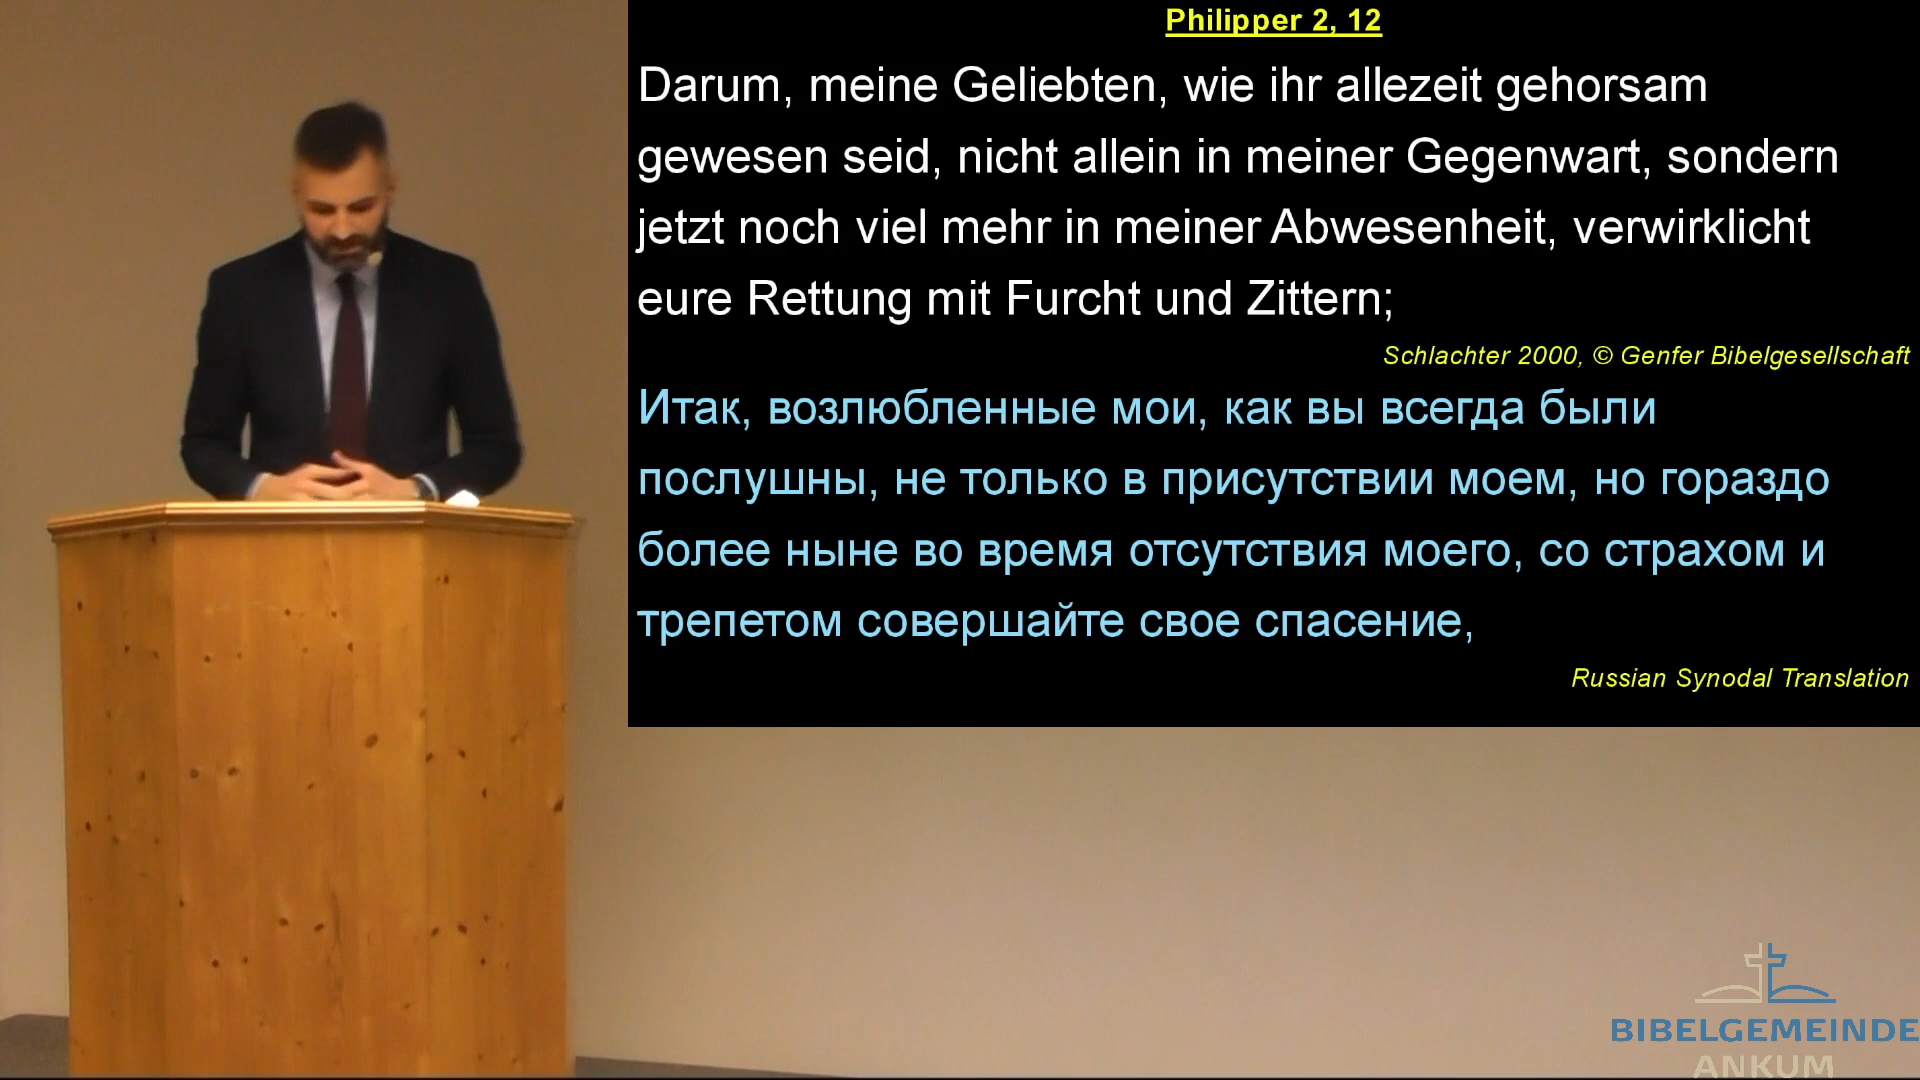 Philipper 2, 12
Darum, meine Geliebten, wie ihr allezeit gehorsam
gewesen seid, nicht allein in meiner Gegenwart, sondern
jetzt noch viel mehr in meiner Abwesenheit, verwirklicht
eure Rettung mit Furcht und Zittern;
Schlachter 2000, © Genfer Bibelgesellschaft
Итак, возлюбленные мои, как вы всегда были
послушны, не только в присутствии моем, но гораздо
более ныне во время отсутствия моего, со страхом и
трепетом совершайте свое спасение,
Russian Synodal Translation
BIBELGEMEINDE
ANKUM